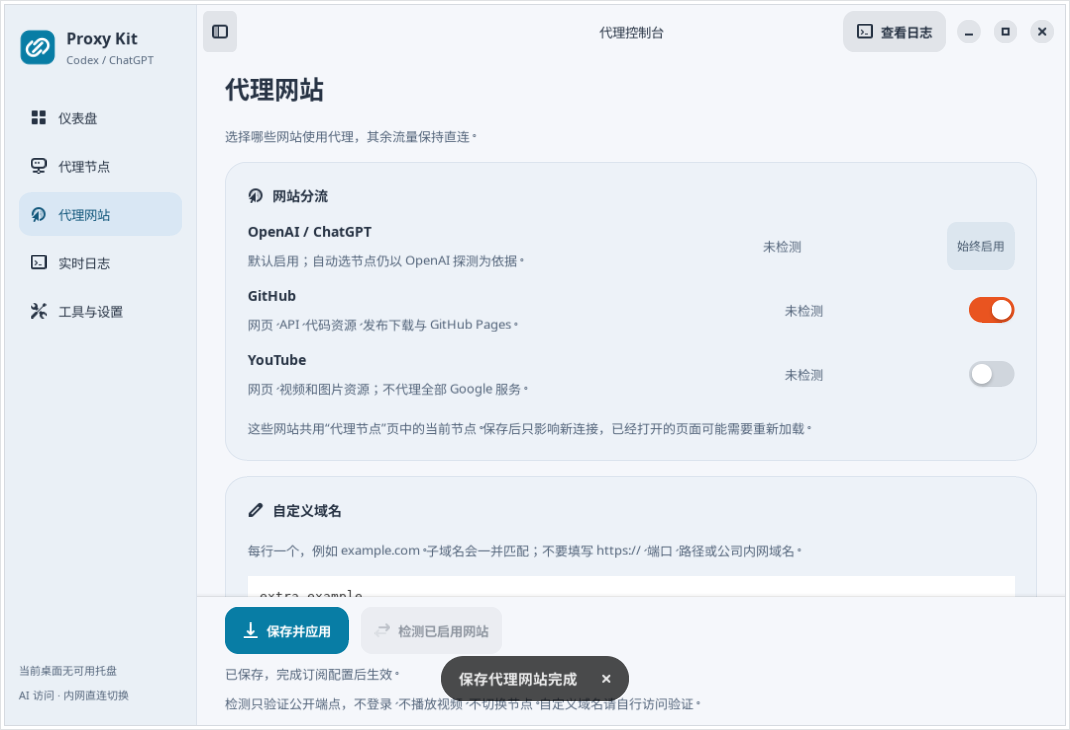 Proxy Kit
Codex / ChatGPT
代理控制台
查看日志
仪表盘
代理节点
代理网站
实时日志
工具与设置
当前桌面无可用托盘
AI 访问 · 内网直连切换
代理网站
选择哪些网站使用代理，其余流量保持直连。
网站分流
OpenAI / ChatGPT
默认启用；自动选节点仍以 OpenAI 探测为依据。
未检测
始终启用
GitHub
网页、API、代码资源、发布下载与 GitHub Pages。
未检测
YouTube
网页、视频和图片资源；不代理全部 Google 服务。
未检测
这些网站共用“代理节点”页中的当前节点。保存后只影响新连接，已经打开的页面可能需要重新加载。
自定义域名
每行一个，例如 example.com。子域名会一并匹配；不要填写 https://、端口、路径或公司内网域名。
extra.example
保存并应用
检测已启用网站
已保存，完成订阅配置后生效。
保存代理网站完成
检测只验证公开端点，不登录、不播放视频、不切换节点。自定义域名请自行访问验证。